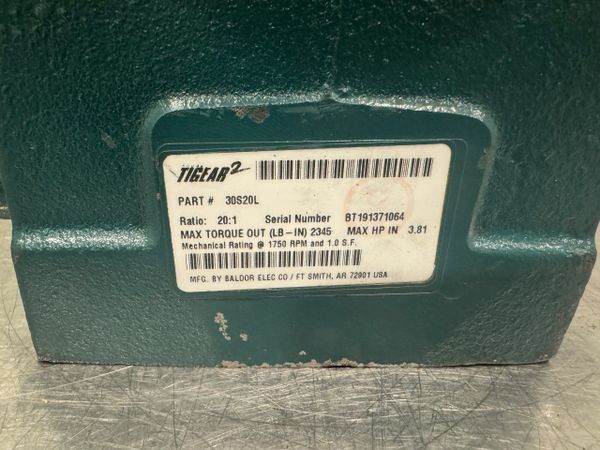 TIGEAR2
PART # 30S20L
Ratio: 20:1 Serial Number BT191371064
MAX TORQUE OUT (LB-IN) 2345 MAX HP IN 3.81
Mechanical Rating @ 1750 RPM and 1.0 S.F.
MFG. BY BALDOR ELEC CO / FT SMITH, AR 72901 USA